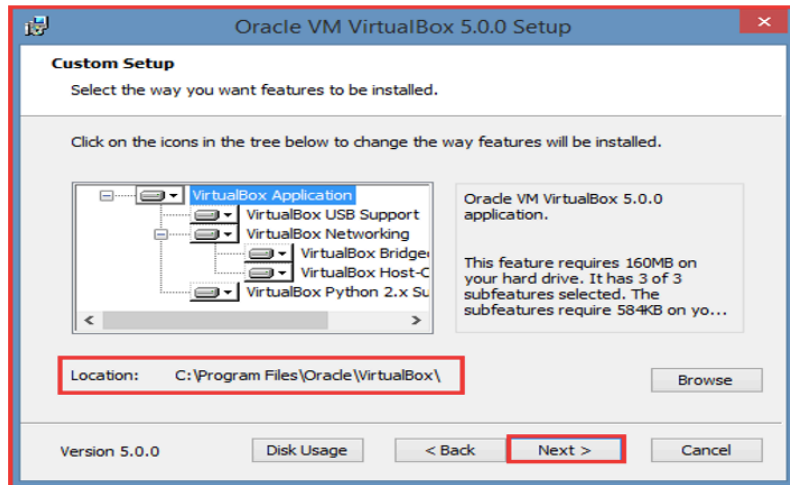 Oracle VM VirtualBox 5.0.0 Setup
Custom Setup
Select the way you want features to be installed.
Click on the icons in the tree below to change the way features will be installed.
VirtualBox Application
VirtualBox USB Support
VirtualBox Networking
VirtualBox Bridge
VirtualBox Host-C
VirtualBox Python 2.x Su
Oracle VM VirtualBox 5.0.0
application.
This feature requires 160MB on
your hard drive. It has 3 of 3
subfeatures selected. The
subfeatures require 584KB on yo...
Location: C:\Program Files\Oracle\VirtualBox\
Browse
Version 5.0.0
Disk Usage
< Back
Next >
Cancel